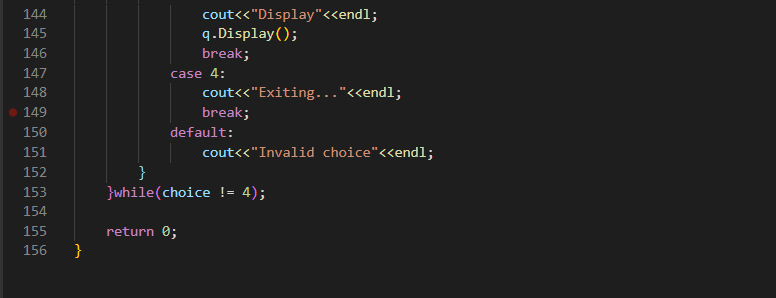 144 cout<<"Display"<<endl;
145 q.Display();
146 break;
147 case 4:
148 cout<<"Exiting..."<<endl;
149 break;
150 default:
151 cout<<"Invalid choice"<<endl;
152 }
153 }while(choice != 4);
154
155 return 0;
156 }